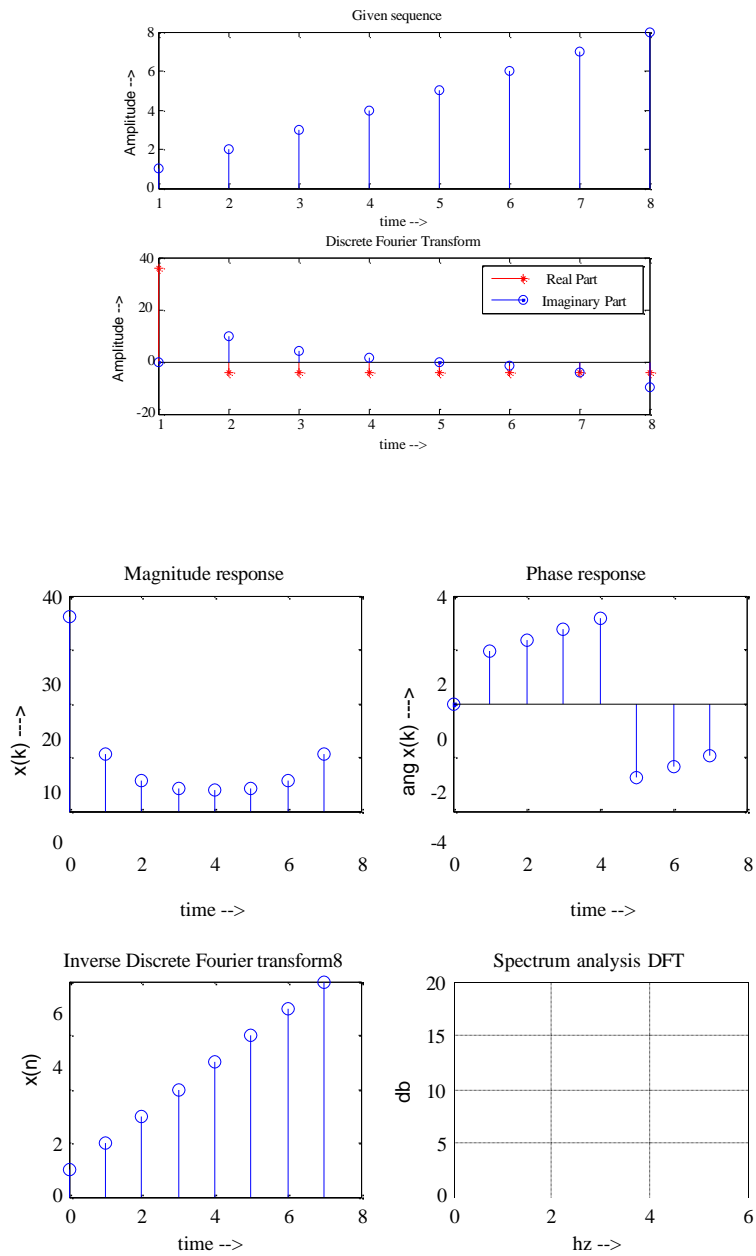 Given sequence
8
6
4
2
0
Amplitude -->
1 2 3 4 5 6 7 8
time -->
Discrete Fourier Transform
40
20
0
-20
Amplitude -->
Real Part
Imaginary Part
1 2 3 4 5 6 7 8
time -->
Magnitude response
40
30
20
10
0
x(k) --->
0 2 4 6 8
time -->
Phase response
4
2
0
-2
-4
ang x(k) --->
0 2 4 6 8
time -->
Inverse Discrete Fourier transform8
6
4
2
0
x(n)
0 2 4 6 8
time -->
Spectrum analysis DFT
20
15
10
5
0
db
0 2 4 6
hz -->